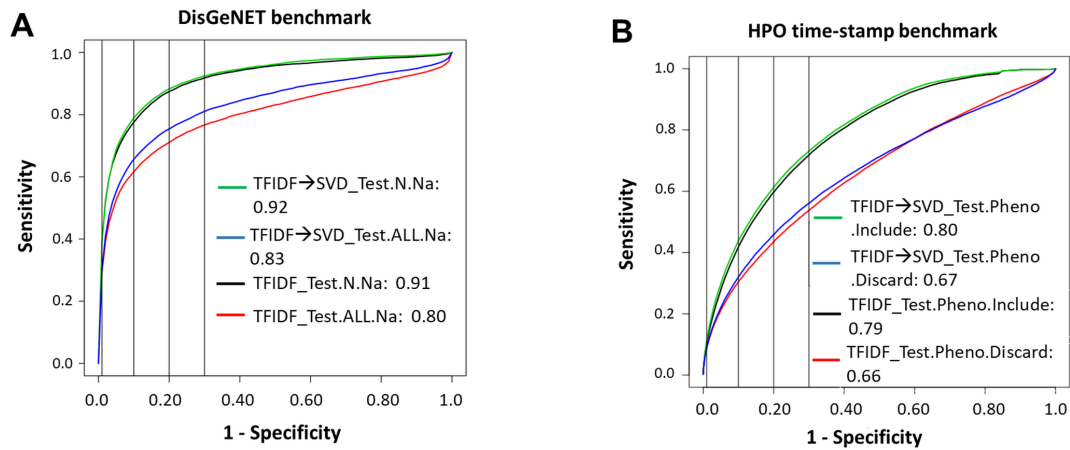 A
DisGeNET benchmark
1.0
0.8
0.6
0.4
0.2
0.0
Sensitivity
TFIDF→SVD_Test.N.Na:
0.92
TFIDF→SVD_Test.ALL.Na:
0.83
TFIDF_Test.N.Na: 0.91
TFIDF_Test.ALL.Na: 0.80
0.0 0.20 0.40 0.60 0.80 1.0
1 - Specificity
B
HPO time-stamp benchmark
1.0
0.8
0.6
0.4
0.2
0.0
Sensitivity
TFIDF→SVD_Test.Pheno
.Include: 0.80
TFIDF→SVD_Test.Pheno
.Discard: 0.67
TFIDF_Test.Pheno.Include:
0.79
TFIDF_Test.Pheno.Discard:
0.66
0.0 0.20 0.40 0.60 0.80 1.0
1 - Specificity